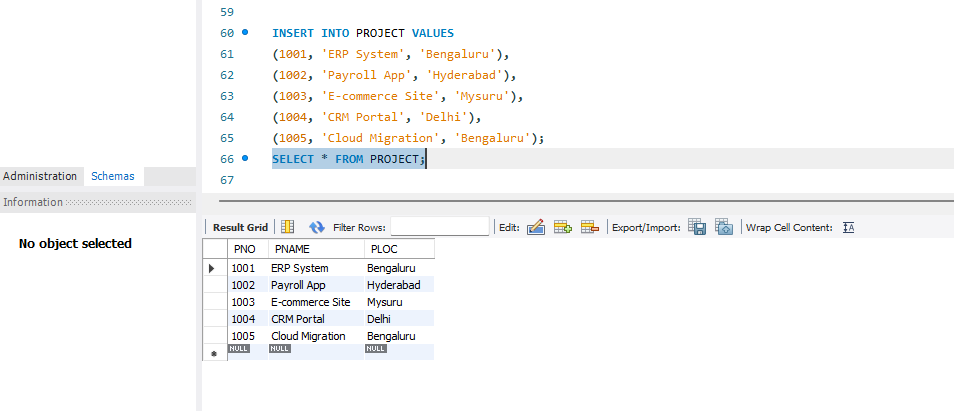 59
60 INSERT INTO PROJECT VALUES
61 (1001, 'ERP System', 'Bengaluru'),
62 (1002, 'Payroll App', 'Hyderabad'),
63 (1003, 'E-commerce Site', 'Mysuru'),
64 (1004, 'CRM Portal', 'Delhi'),
65 (1005, 'Cloud Migration', 'Bengaluru');
66 SELECT * FROM PROJECT;
67
Administration Schemas
Information
No object selected
Result Grid Filter Rows: Edit: Export/Import: Wrap Cell Content: IA
PNO PNAME PLOC
1001 ERP System Bengaluru
1002 Payroll App Hyderabad
1003 E-commerce Site Mysuru
1004 CRM Portal Delhi
1005 Cloud Migration Bengaluru
NULL NULL NULL